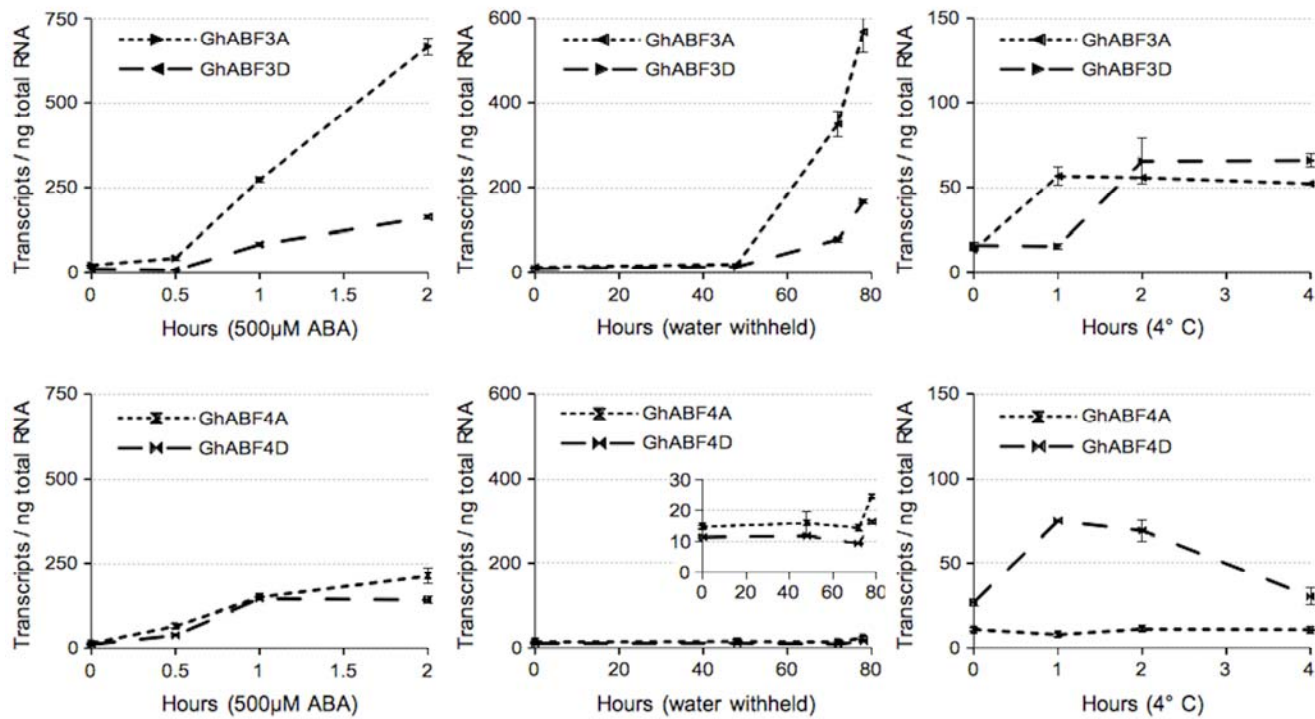 Transcripts / ng total RNA
750
500
250
0
GhABF3A
GhABF3D
0 0.5 1 1.5 2
Hours (500µM ABA)
Transcripts / ng total RNA
600
400
200
0
GhABF3A
GhABF3D
0 20 40 60 80
Hours (water withheld)
Transcripts / ng total RNA
150
100
50
0
GhABF3A
GhABF3D
0 1 2 3 4
Hours (4° C)
Transcripts / ng total RNA
750
500
250
0
GhABF4A
GhABF4D
0 0.5 1 1.5 2
Hours (500µM ABA)
Transcripts / ng total RNA
600
400
200
0
GhABF4A
GhABF4D
30
20
10
0
0 20 40 60 80
0 20 40 60 80
Hours (water withheld)
Transcripts / ng total RNA
150
100
50
0
GhABF4A
GhABF4D
0 1 2 3 4
Hours (4° C)